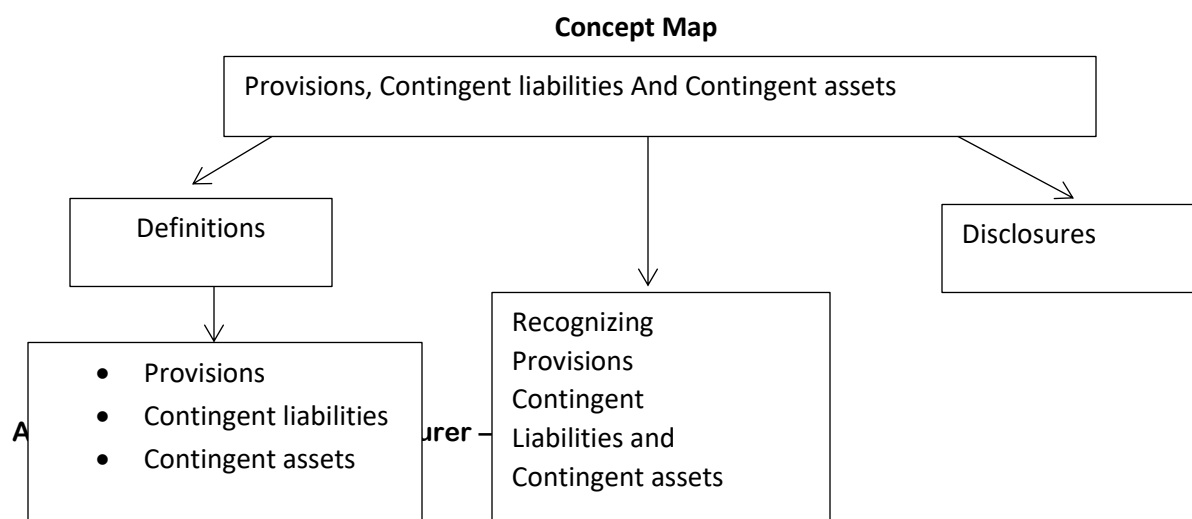 Concept Map
Provisions, Contingent liabilities And Contingent assets
Definitions
Disclosures
Recognizing
Provisions
Contingent
Liabilities and
Contingent assets
• Provisions
• Contingent liabilities
• Contingent assets